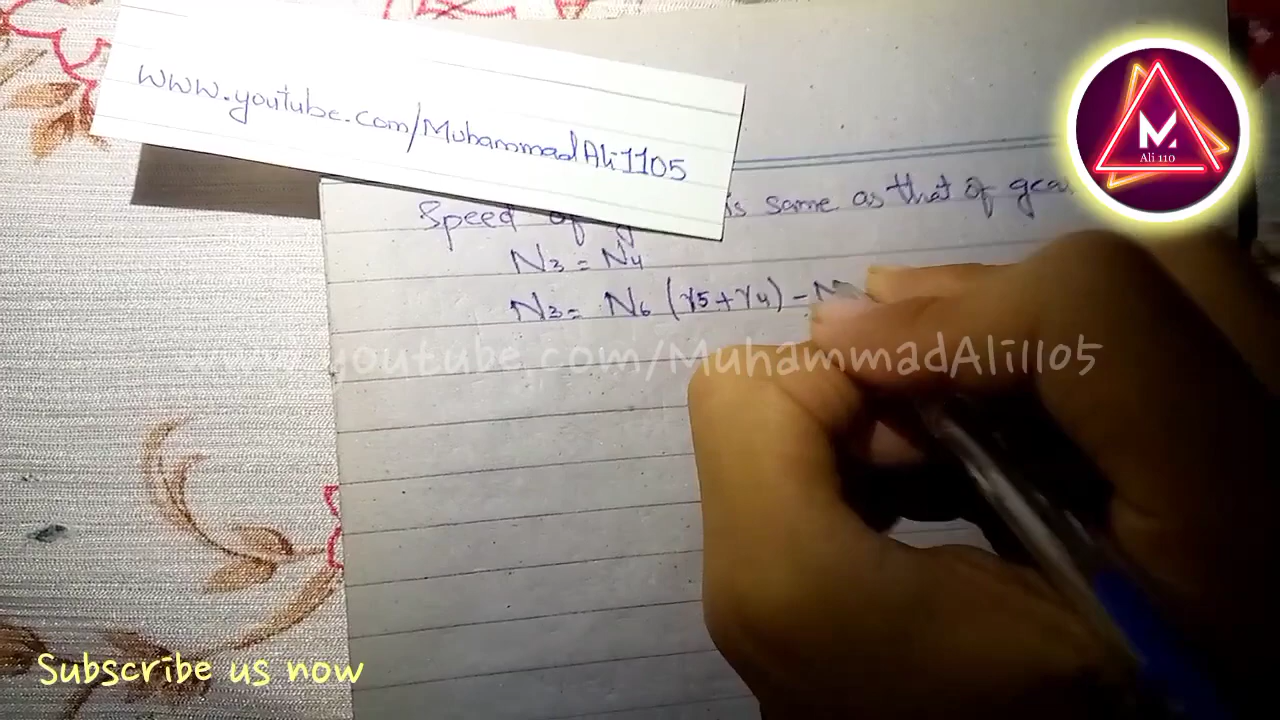 www.youtube.com/MuhammadAli1105
M
Ali 110
Speed of is same as that of
N3 = N4
N3 = N6 (r5+r4) -
www.youtube.com/MuhammadAli1105
Subscribe us now